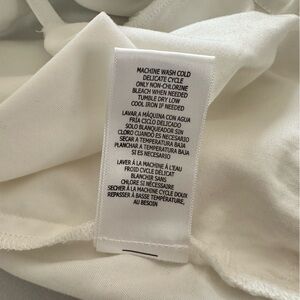 MACHINE WASH COLD
DELICATE CYCLE
ONLY NON-CHLORINE
BLEACH WHEN NEEDED
TUMBLE DRY LOW
COOL IRON IF NEEDED
LAVAR A MÁQUINA CON AGUA
FRÍA CICLO DELICADO
SOLO BLANQUEADOR SIN
CLORO CUANDO ES NECESARIO
SECAR A TEMPERATURA BAJA
PLANCHAR A TEMPERATURA BAJA
SI ES NECESARIO
LAVER À LA MACHINE À L'EAU
FROID CYCLE DÉLICAT
BLANCHIR SANS
CHLORE SI NÉCESSAIRE
SECHER À LA MACHINE CYCLE DOUX
REPASSER À BASSE TEMPÉRATURE,
AU BESOIN